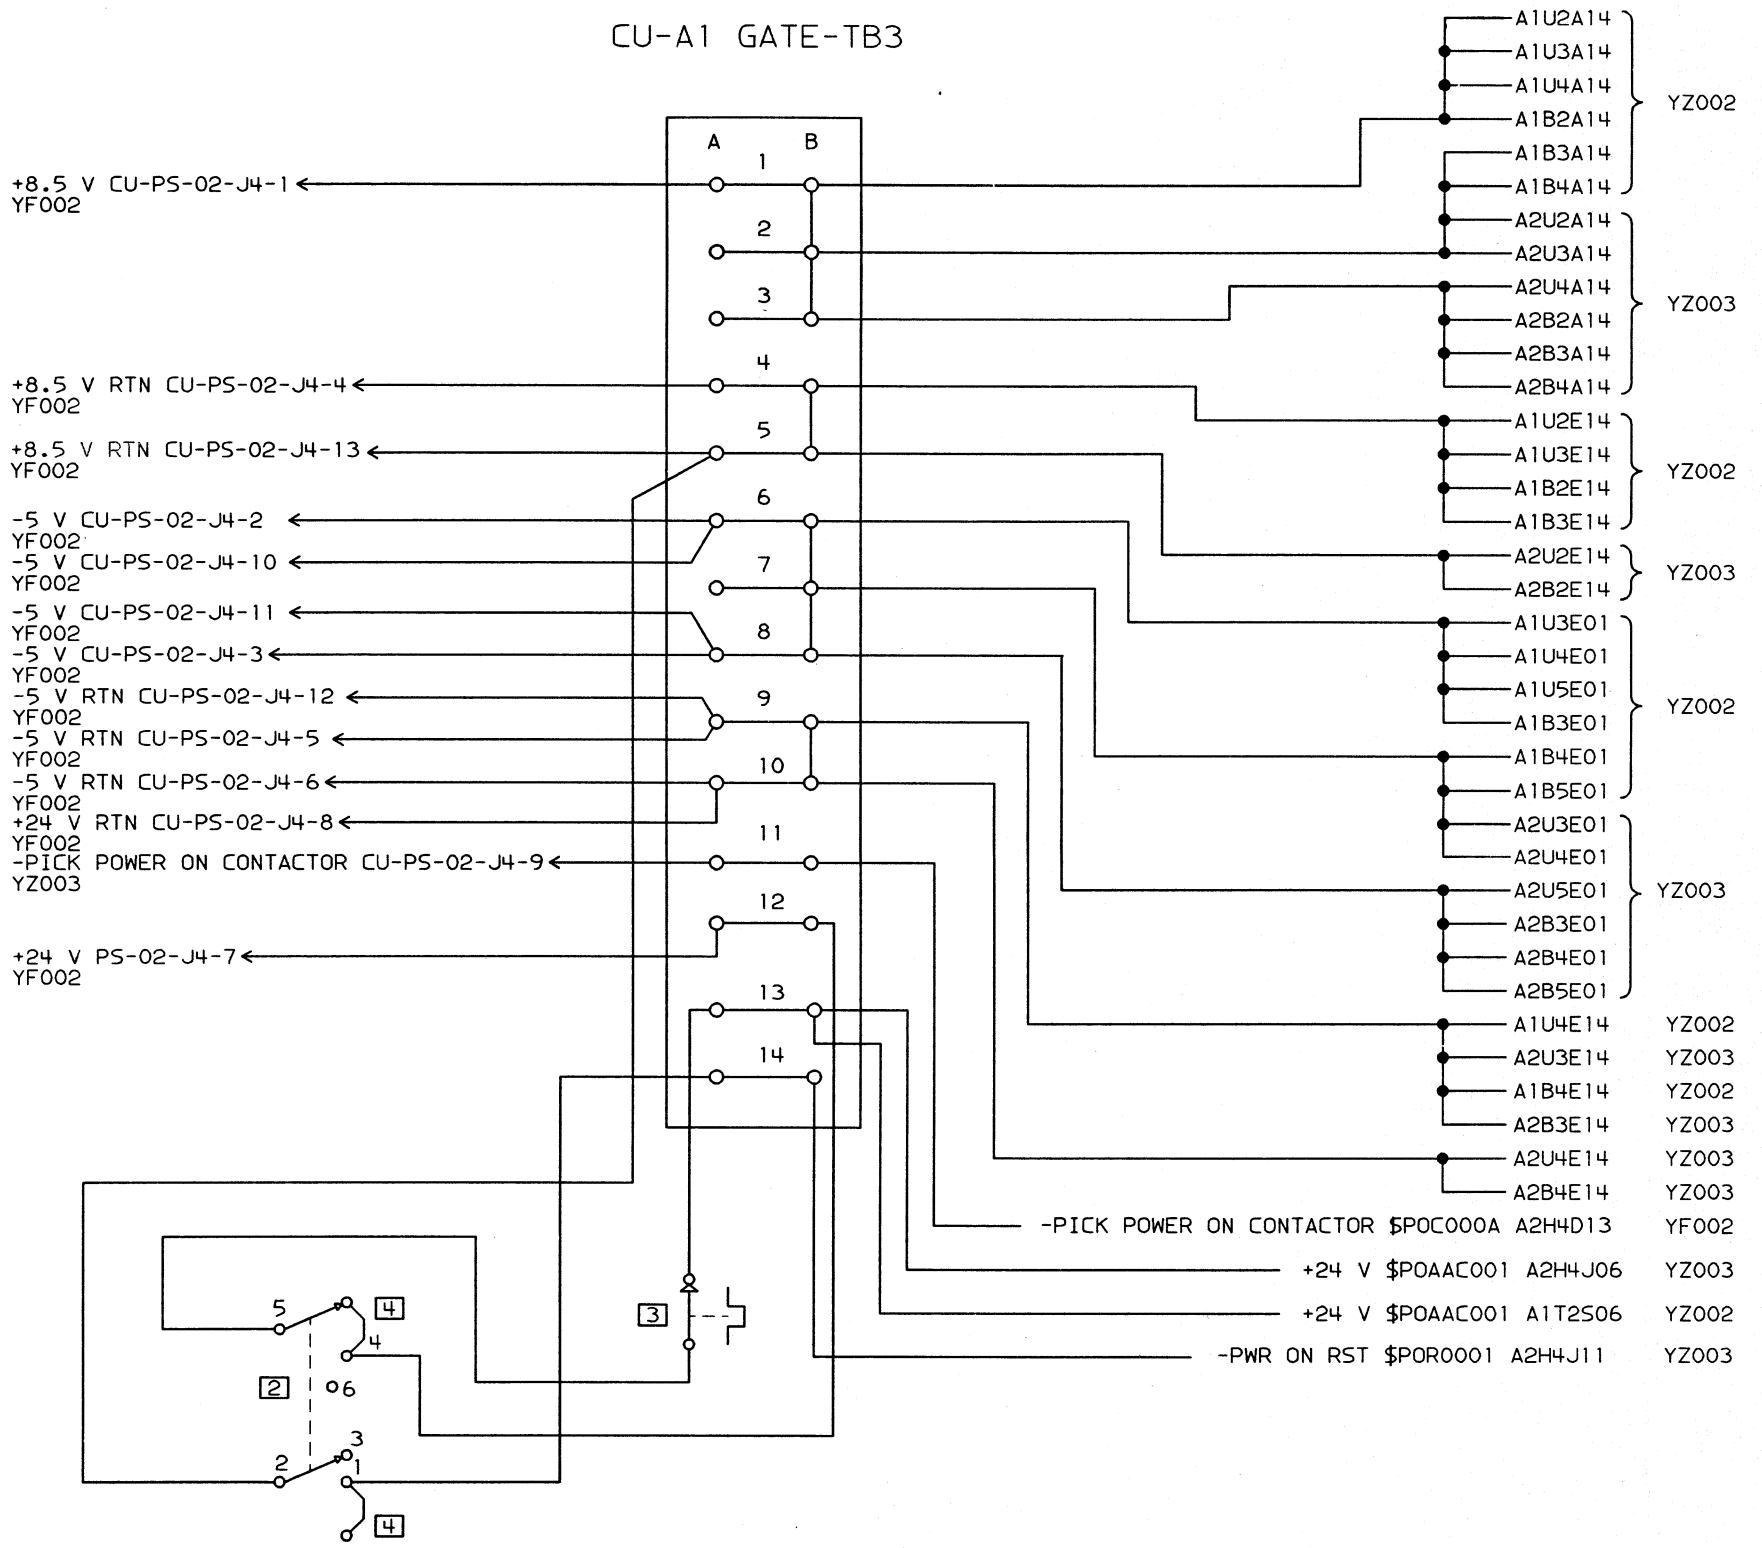 CU-A1 GATE-TB3
A B
1
2
3
4
5
6
7
8
9
10
11
12
13
14
+8.5 V CU-PS-02-J4-1
YF002
+8.5 V RTN CU-PS-02-J4-4
YF002
+8.5 V RTN CU-PS-02-J4-13
YF002
-5 V CU-PS-02-J4-2
YF002
-5 V CU-PS-02-J4-10
YF002
-5 V CU-PS-02-J4-11
YF002
-5 V CU-PS-02-J4-3
YF002
-5 V RTN CU-PS-02-J4-12
YF002
-5 V RTN CU-PS-02-J4-5
YF002
-5 V RTN CU-PS-02-J4-6
YF002
+24 V RTN CU-PS-02-J4-8
YF002
-PICK POWER ON CONTACTOR CU-PS-02-J4-9
YZ003
+24 V PS-02-J4-7
YF002
A1U2A14
A1U3A14
A1U4A14
YZ002
A1B2A14
A1B3A14
A1B4A14
A2U2A14
A2U3A14
A2U4A14
YZ003
A2B2A14
A2B3A14
A2B4A14
A1U2E14
A1U3E14
YZ002
A1B2E14
A1B3E14
A2U2E14
YZ003
A2B2E14
A1U3E01
A1U4E01
A1U5E01
YZ002
A1B3E01
A1B4E01
A1B5E01
A2U3E01
A2U4E01
A2U5E01 YZ003
A2B3E01
A2B4E01
A2B5E01
A1U4E14 YZ002
A2U3E14 YZ003
A1B4E14 YZ002
A2B3E14 YZ003
A2U4E14 YZ003
A2B4E14 YZ003
-PICK POWER ON CONTACTOR $POC000A A2H4D13 YF002
+24 V $POAAC001 A2H4J06 YZ003
+24 V $POAAC001 A1T2S06 YZ002
-PWR ON RST $POR0001 A2H4J11 YZ003
5
4
4
3
2
6
3
2
1
4